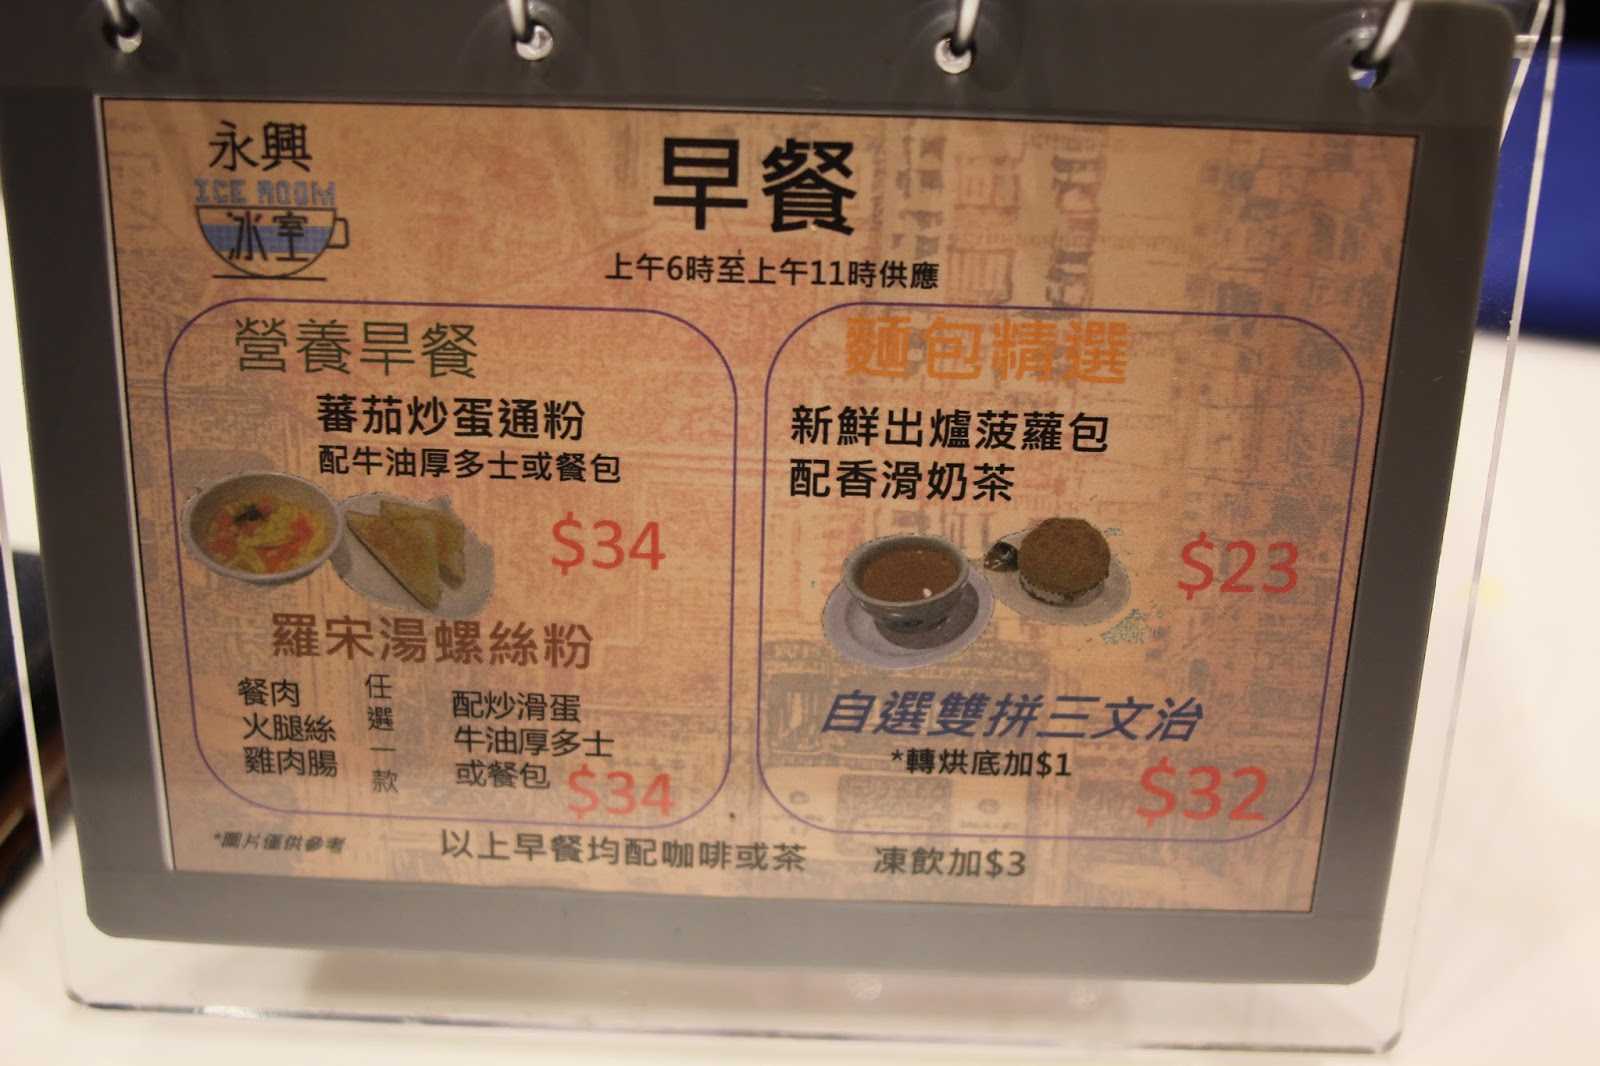 永興
ICE ROOM
冰室
早餐
上午6時至上午11時供應
營養早餐
蕃茄炒蛋通粉
配牛油厚多士或餐包
$34
羅宋湯螺絲粉
餐肉
火腿絲
雞肉腸
任選一款
配炒滑蛋
牛油厚多士
或餐包
$34
麵包精選
新鮮出爐菠蘿包
配香滑奶茶
$23
自選雙拼三文治
*轉烘底加$1
$32
*圖片僅供參考
以上早餐均配咖啡或茶
凍飲加$3